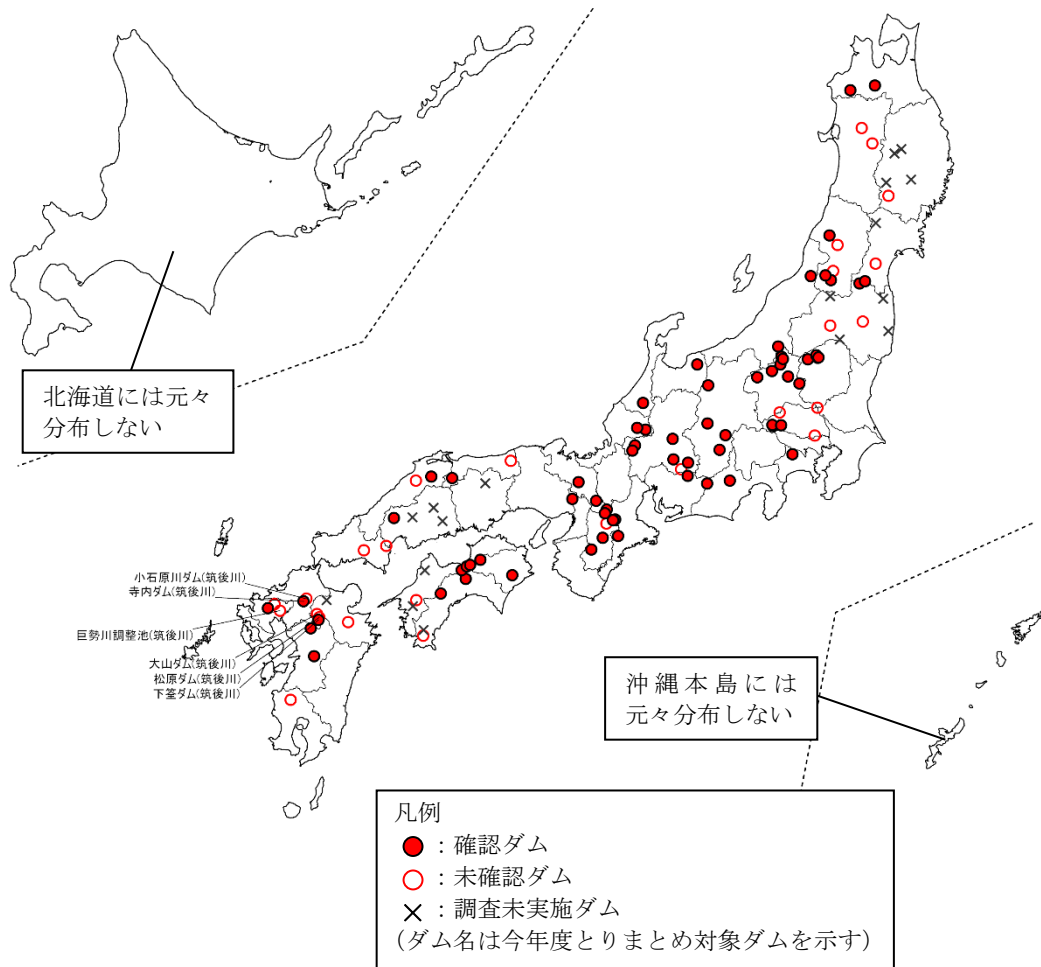 北海道には元々
分布しない
小石原川ダム(筑後川)
寺内ダム(筑後川)
巨勢川調整池(筑後川)
大山ダム(筑後川)
松原ダム(筑後川)
下筌ダム(筑後川)
沖縄本島には
元々分布しない
凡例
：確認ダム
：未確認ダム
：調査未実施ダム
(ダム名は今年度とりまとめ対象ダムを示す)